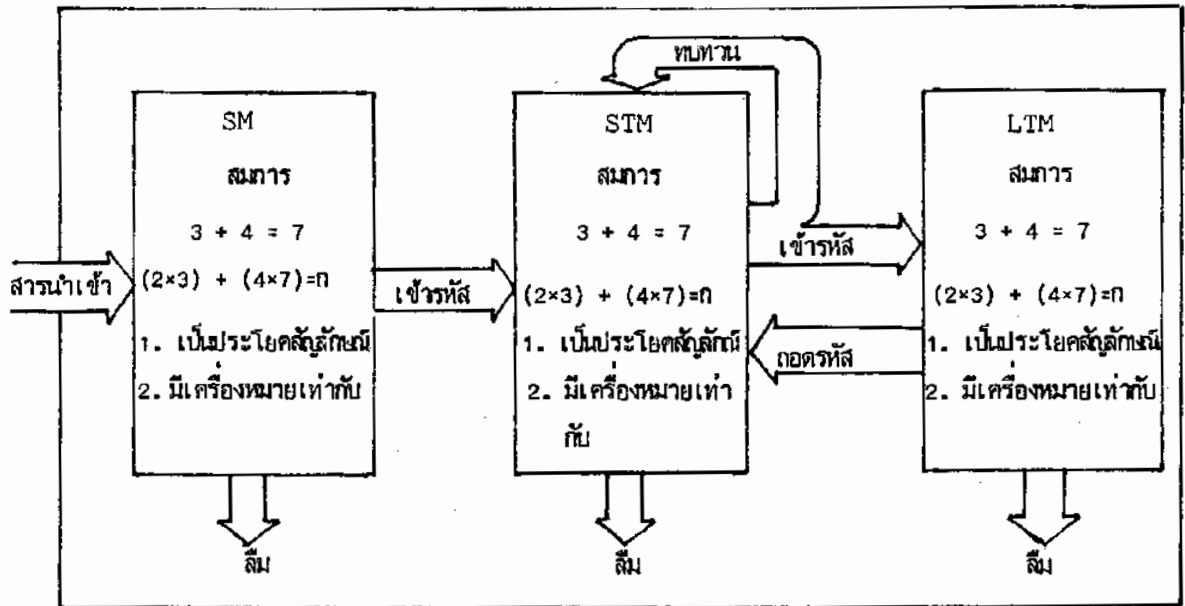 ทบทวน
สารนำเข้า
SM
สมการ
3 + 4 = 7
(2×3) + (4×7)=ก
1. เป็นประโยคสัญลักษณ์
2. มีเครื่องหมายเท่ากับ
ลืม
เข้ารหัส
STM
สมการ
3 + 4 = 7
(2×3) + (4×7)=ก
1. เป็นประโยคสัญลักณ์
2. มีเครื่องหมายเท่า
กับ
ลืม
เข้ารหัส
ถอดรหัส
LTM
สมการ
3 + 4 = 7
(2×3) + (4×7)=ก
1. เป็นประโยคสัญลักษณ์
2. มีเครื่องหมายเท่ากับ
ลืม